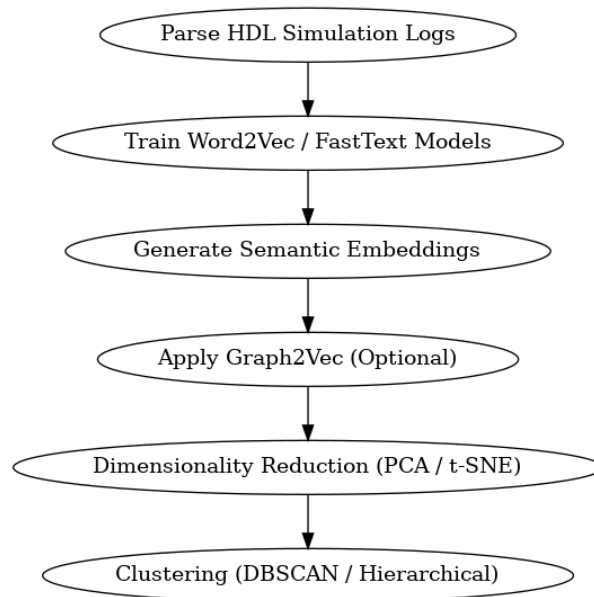 Parse HDL Simulation Logs
Train Word2Vec / FastText Models
Generate Semantic Embeddings
Apply Graph2Vec (Optional)
Dimensionality Reduction (PCA / t-SNE)
Clustering (DBSCAN / Hierarchical)